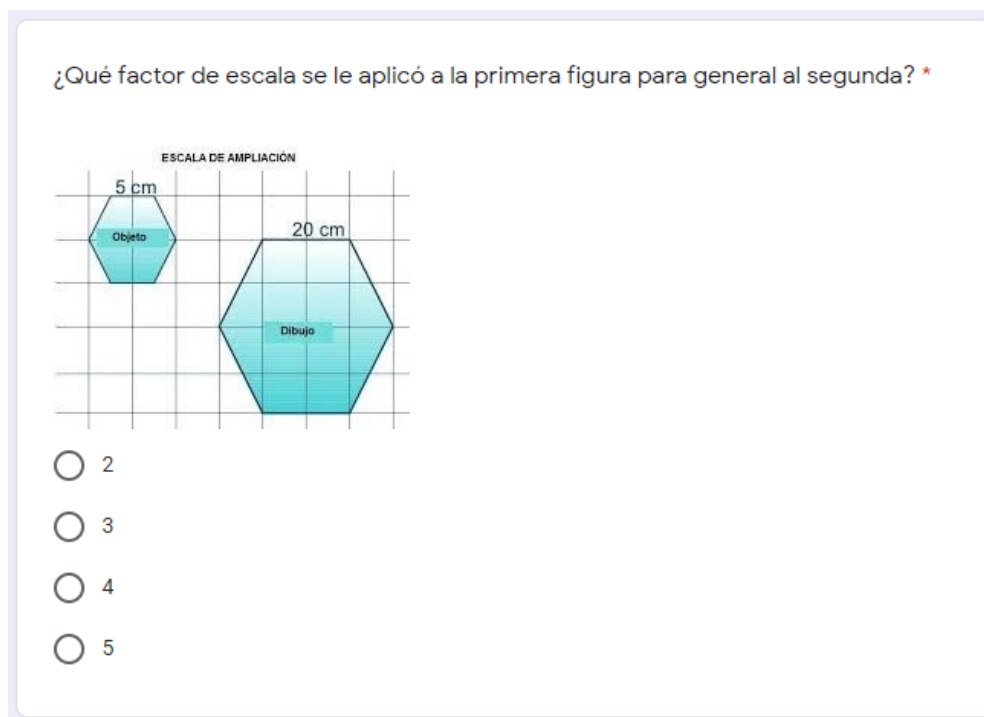 ¿Qué factor de escala se le aplicó a la primera figura para general al segunda? *
ESCALA DE AMPLIACIÓN
5 cm
Objeto
20 cm
Dibujo
2
3
4
5